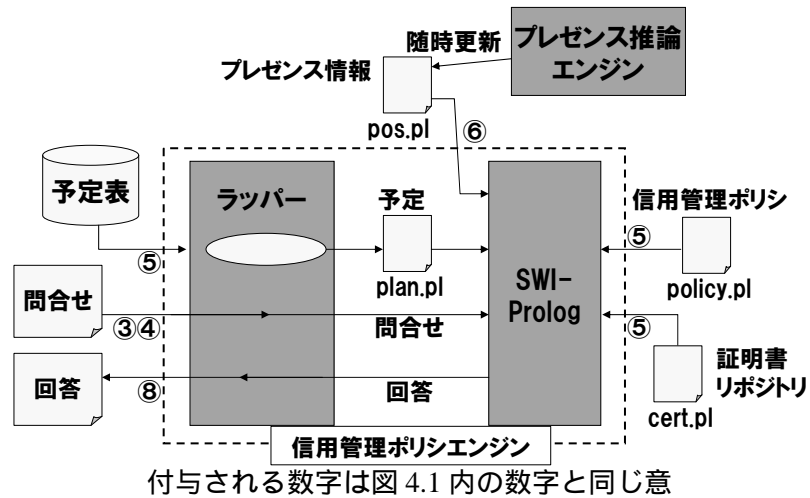 随時更新
プレゼンス推論
エンジン
プレゼンス情報
pos.pl
⑥
予定表
⑤
ラッパー
予定
plan.pl
SWI-
Prolog
信用管理ポリシ
⑤
policy.pl
問合せ
③④
問合せ
⑤
証明書
リポジトリ
cert.pl
回答
⑧
回答
信用管理ポリシエンジン
付与される数字は図 4.1 内の数字と同じ意